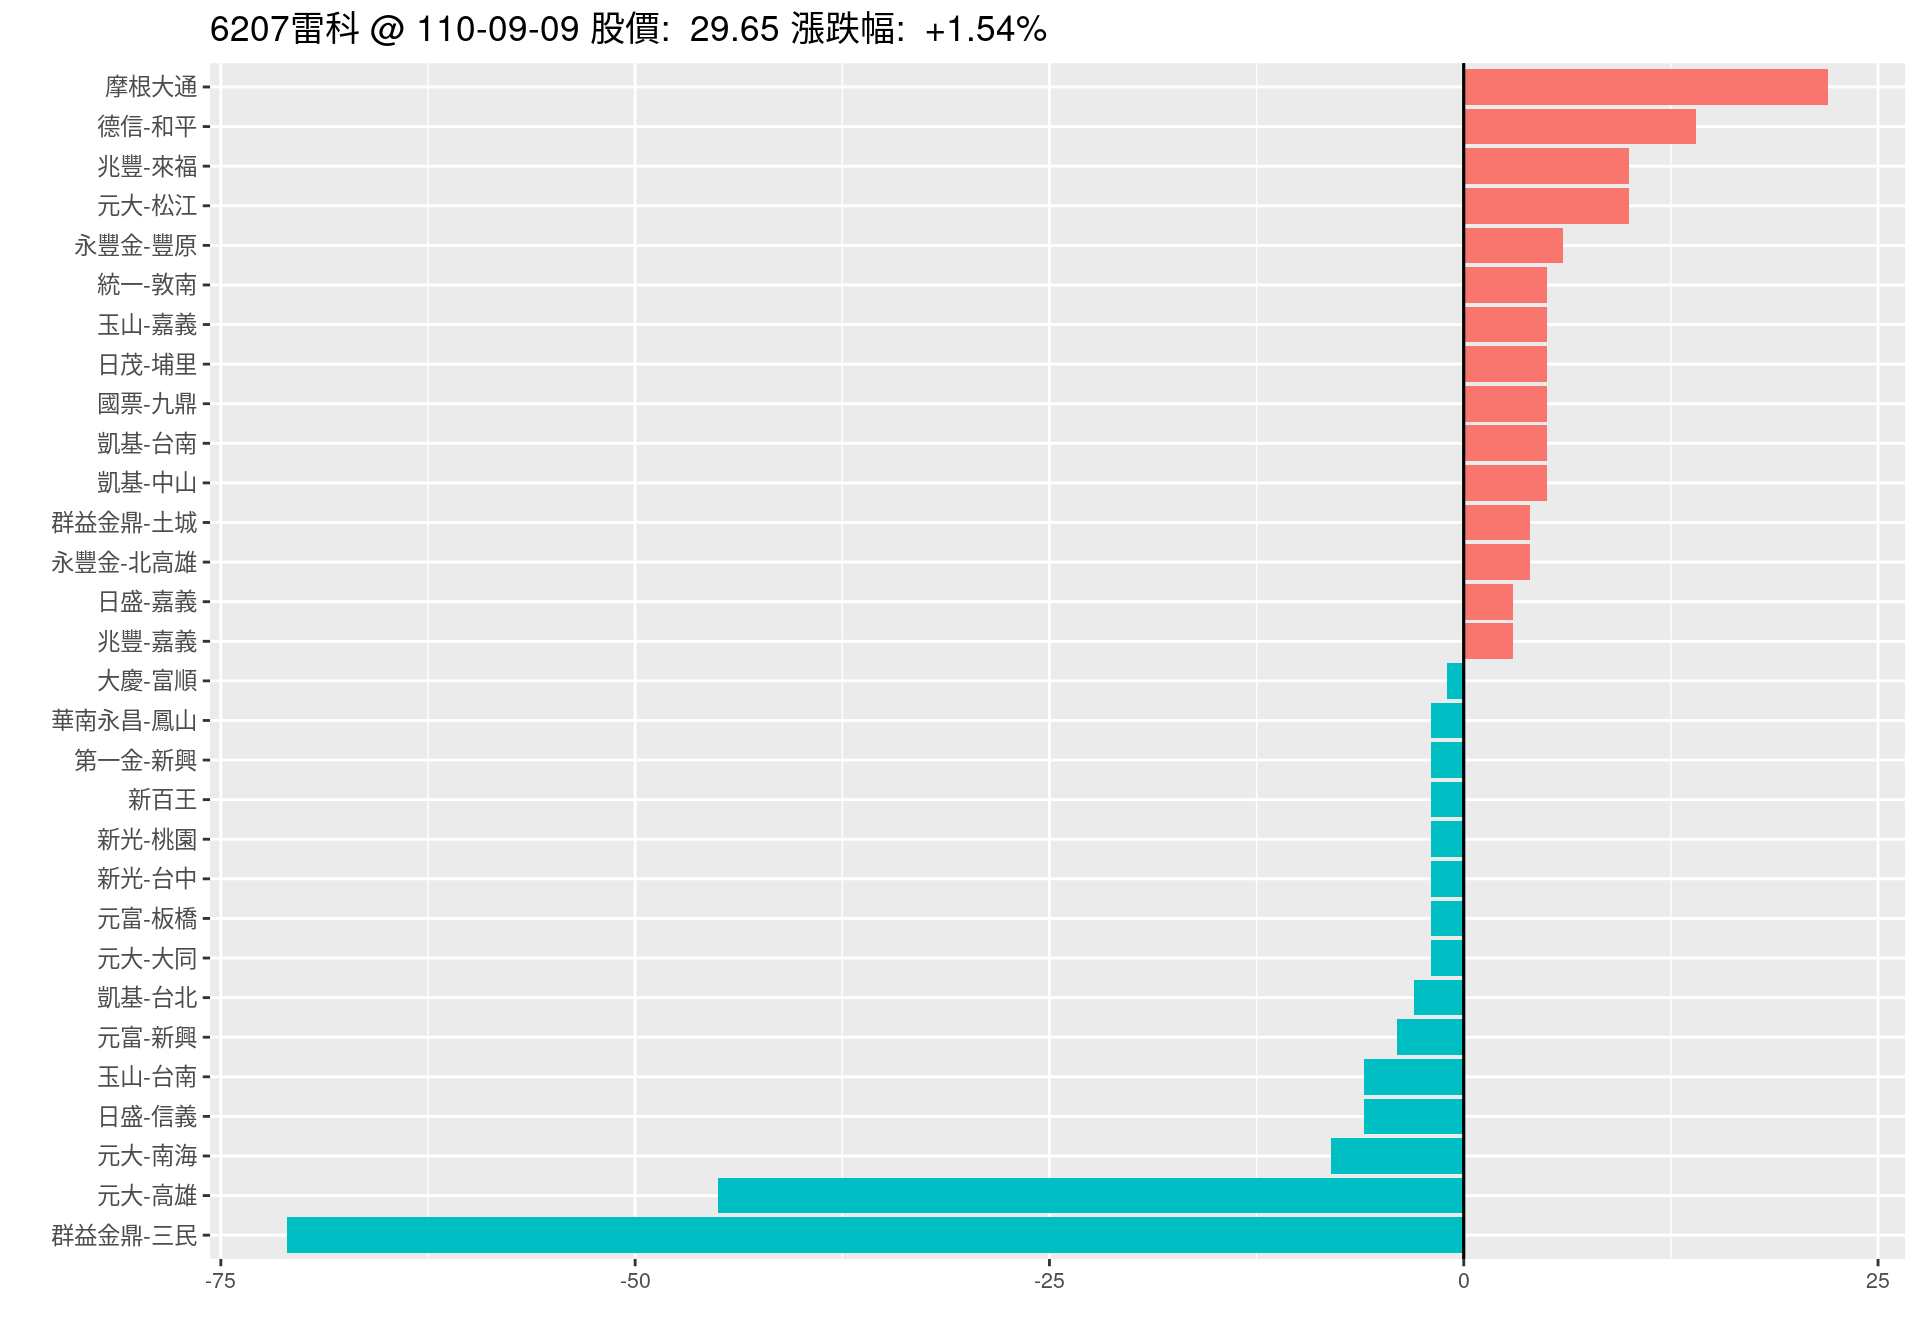 6207雷科 @ 110-09-09 股價: 29.65 漲跌幅: +1.54%
摩根大通
德信-和平
兆豐-來福
元大-松江
永豐金-豐原
統一-敦南
玉山-嘉義
日茂-埔里
國票-九鼎
凱基-台南
凱基-中山
群益金鼎-土城
永豐金-北高雄
日盛-嘉義
兆豐-嘉義
大慶-富順
華南永昌-鳳山
第一金-新興
新百王
新光-桃園
新光-台中
元富-板橋
元大-大同
凱基-台北
元富-新興
玉山-台南
日盛-信義
元大-南海
元大-高雄
群益金鼎-三民
-75 -50 -25 0 25